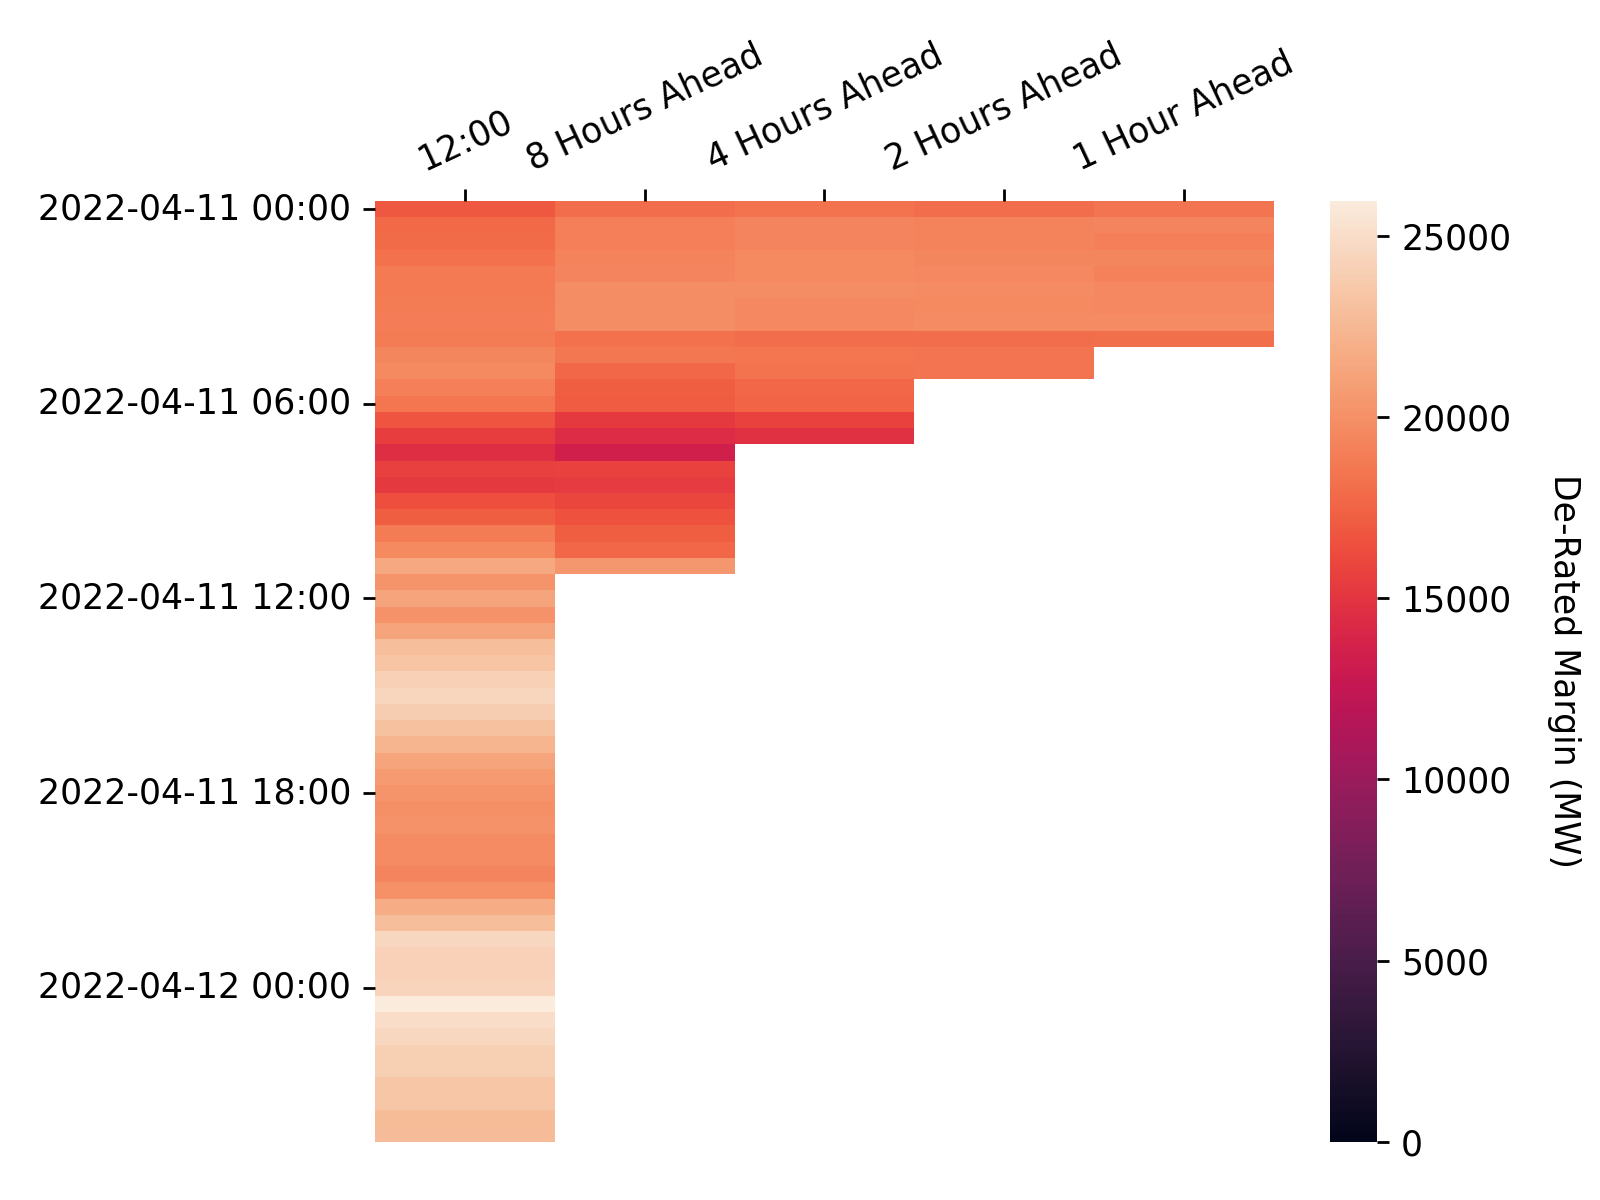 12:00
8 Hours Ahead
4 Hours Ahead
2 Hours Ahead
1 Hour Ahead
2022-04-11 00:00
2022-04-11 06:00
2022-04-11 12:00
2022-04-11 18:00
2022-04-12 00:00
25000
20000
15000
10000
5000
0
De-Rated Margin (MW)